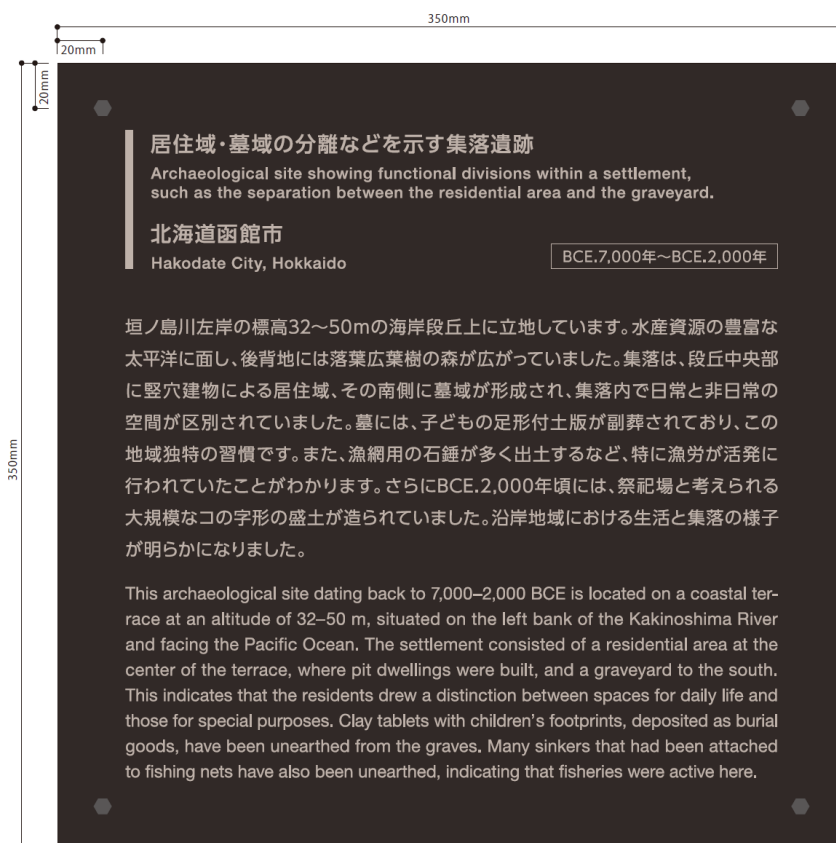 350mm
20mm
20mm
350mm
居住域・墓域の分離などを示す集落遺跡
Archaeological site showing functional divisions within a settlement,
such as the separation between the residential area and the graveyard.
北海道函館市
Hakodate City, Hokkaido
BCE.7,000年〜BCE.2,000年
垣ノ島川左岸の標高32〜50mの海岸段丘上に立地しています。水産資源の豊富な
太平洋に面し、後背地には落葉広葉樹の森が広がっていました。集落は、段丘中央部
に竪穴建物による居住域、その南側に墓域が形成され、集落内で日常と非日常の
空間が区別されていました。墓には、子どもの足形付土版が副葬されており、この
地域独特の習慣です。また、漁網用の石錘が多く出土するなど、特に漁労が活発に
行われていたことがわかります。さらにBCE.2,000年頃には、祭祀場と考えられる
大規模なコの字形の盛土が造られていました。沿岸地域における生活と集落の様子
が明らかになりました。
This archaeological site dating back to 7,000–2,000 BCE is located on a coastal ter-
race at an altitude of 32–50 m, situated on the left bank of the Kakinoshima River
and facing the Pacific Ocean. The settlement consisted of a residential area at the
center of the terrace, where pit dwellings were built, and a graveyard to the south.
This indicates that the residents drew a distinction between spaces for daily life and
those for special purposes. Clay tablets with children's footprints, deposited as burial
goods, have been unearthed from the graves. Many sinkers that had been attached
to fishing nets have also been unearthed, indicating that fisheries were active here.